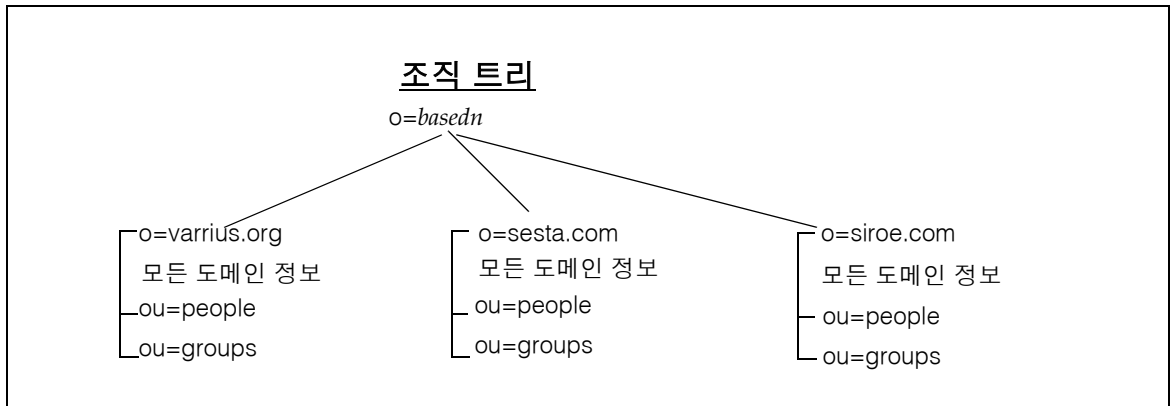 조직 트리
o=basedn
o=varrius.org
모든 도메인 정보
ou=people
ou=groups
o=sesta.com
모든 도메인 정보
ou=people
ou=groups
o=siroe.com
모든 도메인 정보
ou=people
ou=groups